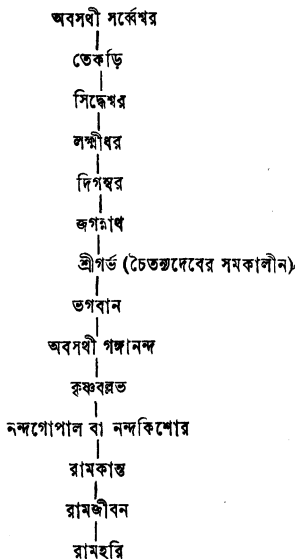 অবসথী সর্ব্বেশ্বর
তেকড়ি
সিদ্ধেশ্বর
লক্ষ্মীধর
দিগম্বর
জগন্নাথ
শ্রীগর্ভ (চৈতন্যদেবের সমকালীন)
ভগবান
অবসথী গঙ্গানন্দ
কৃষ্ণবল্লভ
নন্দগোপাল বা নন্দকিশোর
রামকান্ত
রামজীবন
রামহরি